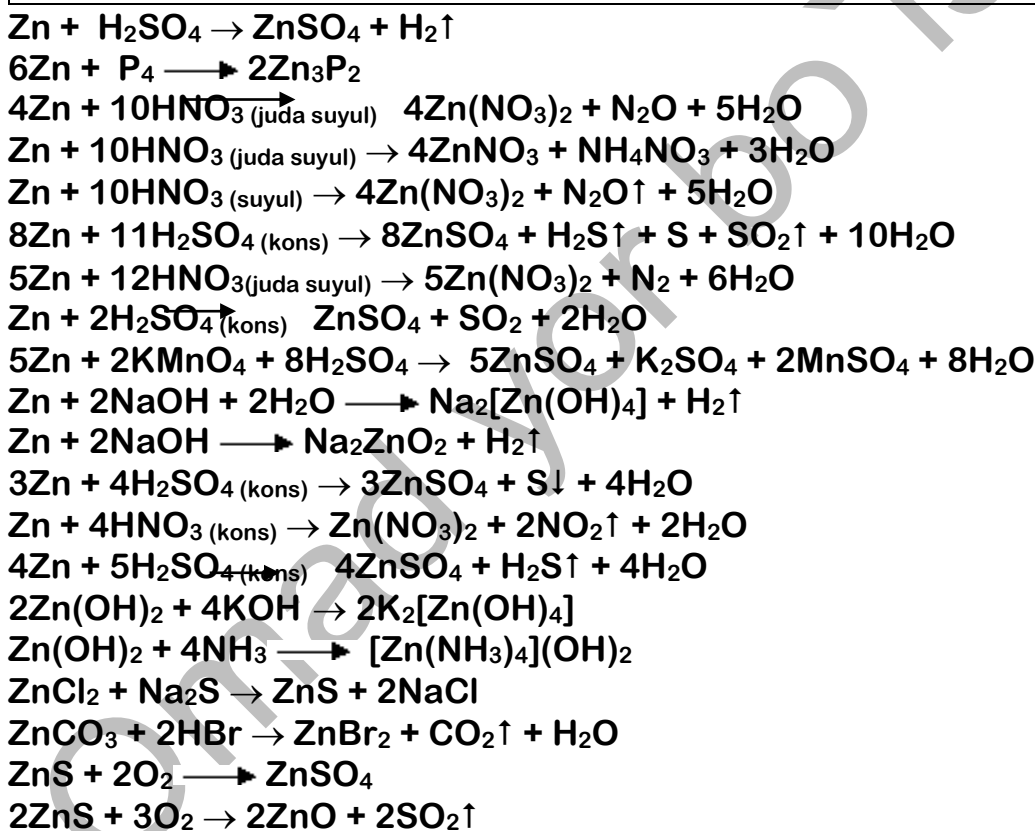 Zn + H₂SO₄ → ZnSO₄ + H₂↑
6Zn + P₄ ⟶ 2Zn₃P₂
4Zn + 10HNO₃ (juda suyul) → 4Zn(NO₃)₂ + N₂O + 5H₂O
Zn + 10HNO₃ (juda suyul) → 4ZnNO₃ + NH₄NO₃ + 3H₂O
Zn + 10HNO₃ (suyul) → 4Zn(NO₃)₂ + N₂O↑ + 5H₂O
8Zn + 11H₂SO₄ (kons) → 8ZnSO₄ + H₂S↑ + S + SO₂↑ + 10H₂O
5Zn + 12HNO₃(juda suyul) → 5Zn(NO₃)₂ + N₂ + 6H₂O
Zn + 2H₂SO₄ (kons) → ZnSO₄ + SO₂ + 2H₂O
5Zn + 2KMnO₄ + 8H₂SO₄ → 5ZnSO₄ + K₂SO₄ + 2MnSO₄ + 8H₂O
Zn + 2NaOH + 2H₂O ⟶ Na₂[Zn(OH)₄] + H₂↑
Zn + 2NaOH ⟶ Na₂ZnO₂ + H₂↑
3Zn + 4H₂SO₄ (kons) → 3ZnSO₄ + S↓ + 4H₂O
Zn + 4HNO₃ (kons) → Zn(NO₃)₂ + 2NO₂↑ + 2H₂O
4Zn + 5H₂SO₄ (kons) → 4ZnSO₄ + H₂S↑ + 4H₂O
2Zn(OH)₂ + 4KOH → 2K₂[Zn(OH)₄]
Zn(OH)₂ + 4NH₃ ⟶ [Zn(NH₃)₄](OH)₂
ZnCl₂ + Na₂S → ZnS + 2NaCl
ZnCO₃ + 2HBr → ZnBr₂ + CO₂↑ + H₂O
ZnS + 2O₂ ⟶ ZnSO₄
2ZnS + 3O₂ → 2ZnO + 2SO₂↑
Omad yor bo